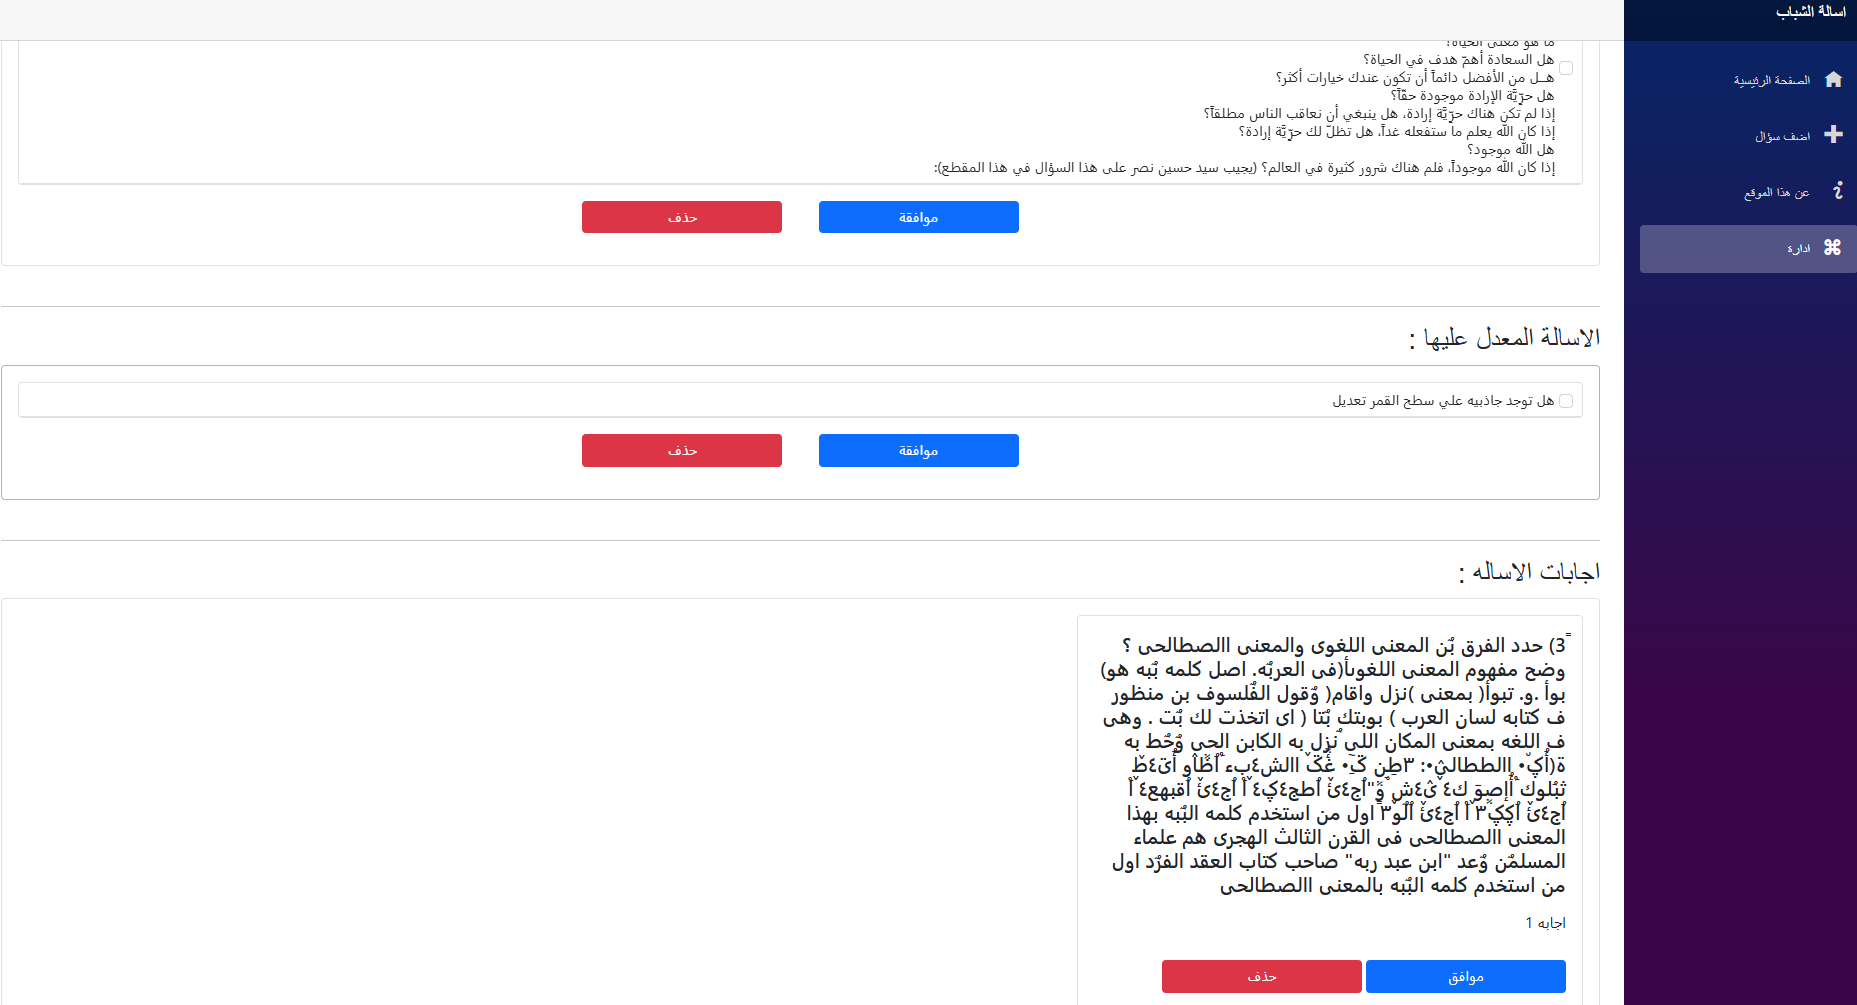 اسالة الشباب
الصفحة الرئيسية
اضف سؤال
عن هذا الموقع
ادارة
ما هو معنى الحياة؟
هل السعادة أهمّ هدف في الحياة؟
هــل من الأفضل دائماً أن تكون عندك خيارات أكثر؟
هل حرّيَّة الإرادة موجودة حقّاً؟
إذا لم تكن هناك حرّيَّة إرادة، هل ينبغي أن نعاقب الناس مطلقاً؟
إذا كان الله يعلم ما ستفعله غداً، هل تظلّ لك حرّيَّة إرادة؟
هل الله موجود؟
إذا كان الله موجوداً، فلم هناك شرور كثيرة في العالم؟ (يجيب سيد حسين نصر على هذا السؤال في هذا المقطع):
موافقة
حذف
الاسالة المعدل عليها :
هل توجد جاذبيه علي سطح القمر تعديل
موافقة
حذف
اجابات الاساله :
3) حدد الفرق بٌن المعنى اللغوى والمعنى االصطالحى ؟
وضح مفهوم المعنى اللغوىأ(فى العربٌه. اصل كلمه بٌبه هو)
بوأ .و. تبوأ( بمعنى )نزل واقام( وٌقول الفٌلسوف بن منظور
ف كتابه لسان العرب ) بوبتك بٌتا ( اى اتخذت لك بٌت . وهى
ف اللغه بمعنى المكان اللى نزل به الكابن الحى وٌحٌط به
اول من استخدم كلمه البٌبه بهذا
المعنى االصطالحى فى القرن الثالث الهجرى هم علماء
المسلمٌن وٌعد "ابن عبد ربه" صاحب كتاب العقد الفرٌد اول
من استخدم كلمه البٌبه بالمعنى االصطالحى
اجابه 1
موافق
حذف